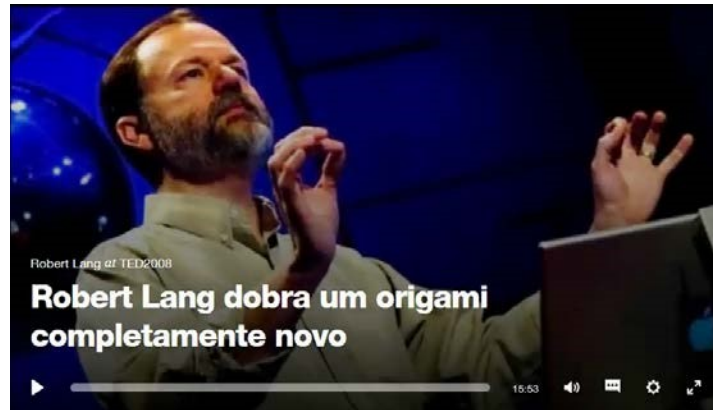 Robert Lang at TED2008
Robert Lang dobra um origami
completamente novo
15:53